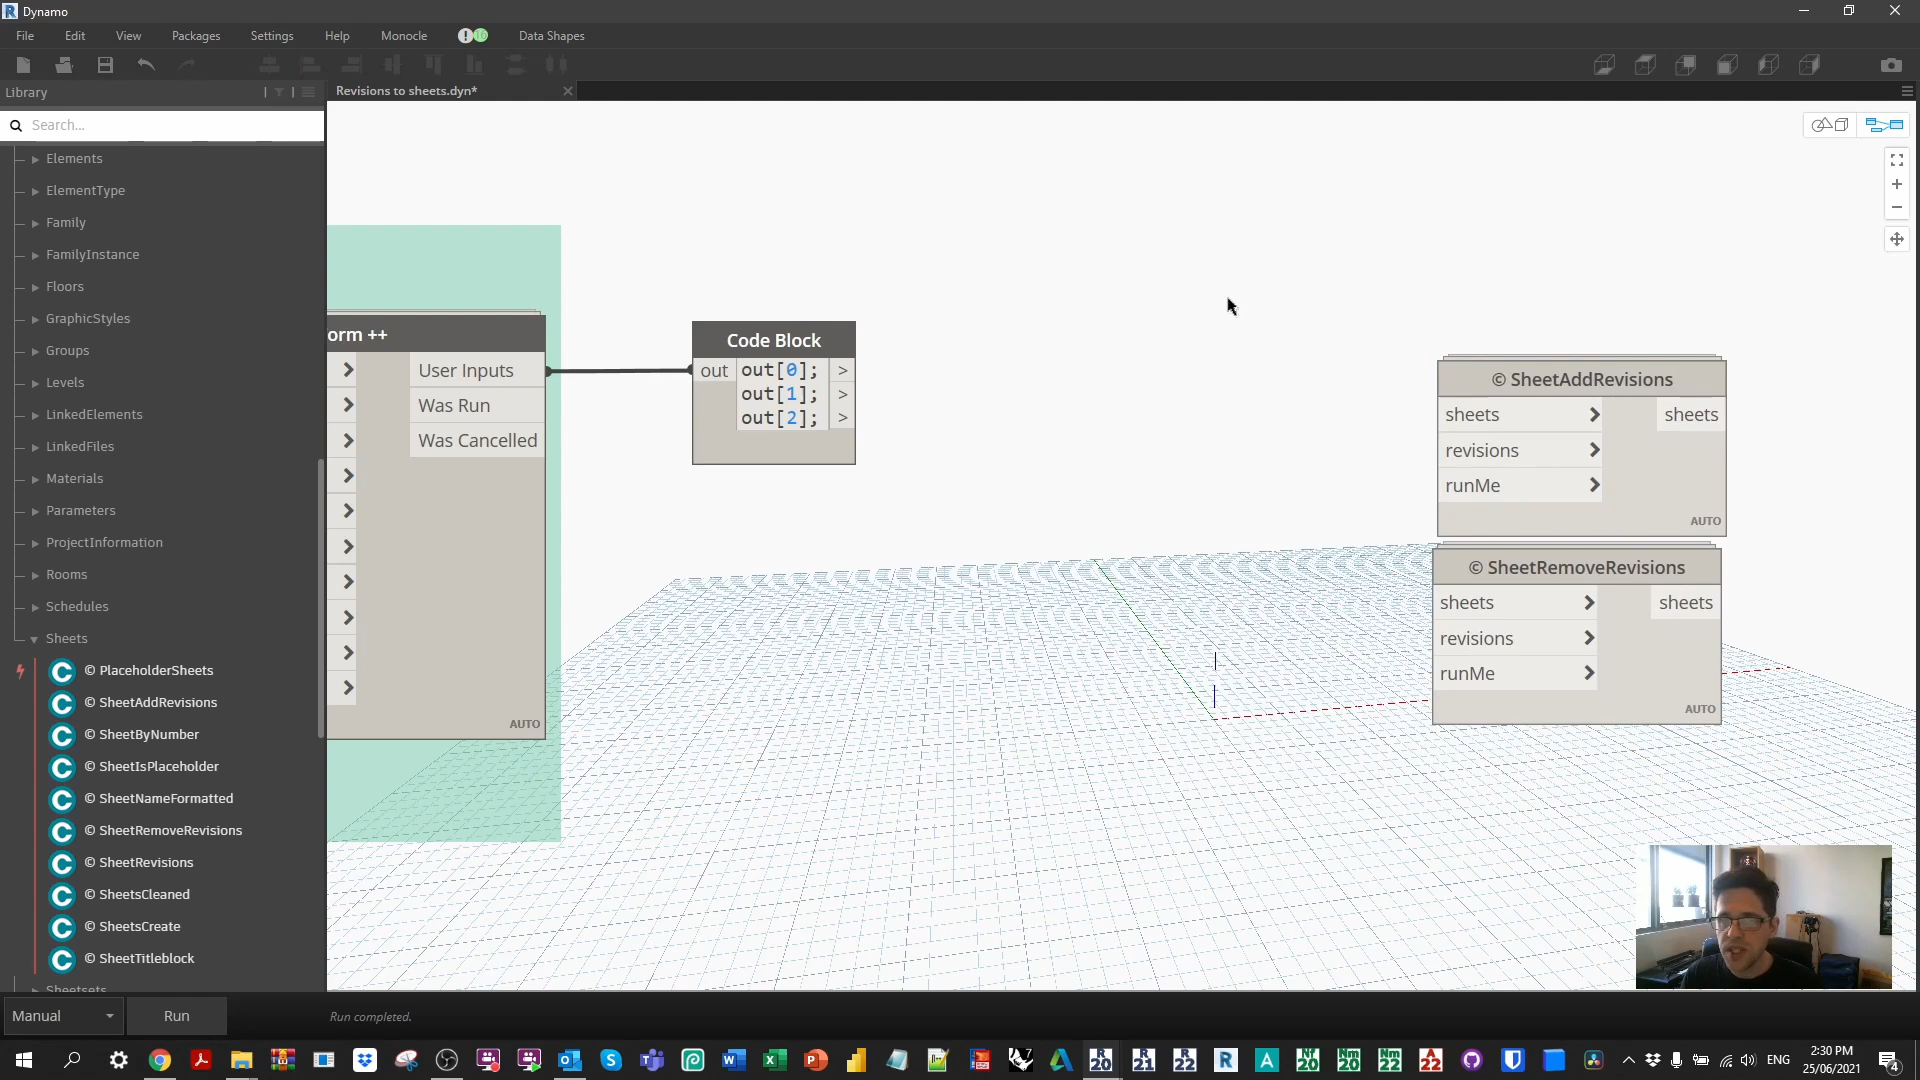 Dynamo
File Edit View Packages Settings Help Monocle Data Shapes
Library
Revisions to sheets.dyn*
Search...
Elements
ElementType
Family
FamilyInstance
Floors
GraphicStyles
Groups
Levels
LinkedElements
LinkedFiles
Materials
Parameters
ProjectInformation
Rooms
Schedules
Sheets
© PlaceholderSheets
© SheetAddRevisions
© SheetByNumber
© SheetIsPlaceholder
© SheetNameFormatted
© SheetRemoveRevisions
© SheetRevisions
© SheetsCleaned
© SheetsCreate
© SheetTitleblock
Sheetsets
orm ++
User Inputs
Was Run
Was Cancelled
AUTO
Code Block
out out[0]; >
out[1]; >
out[2]; >
© SheetAddRevisions
sheets sheets
revisions
runMe
AUTO
© SheetRemoveRevisions
sheets sheets
revisions
runMe
AUTO
Manual Run Run completed.
ENG
2:30 PM
25/06/2021